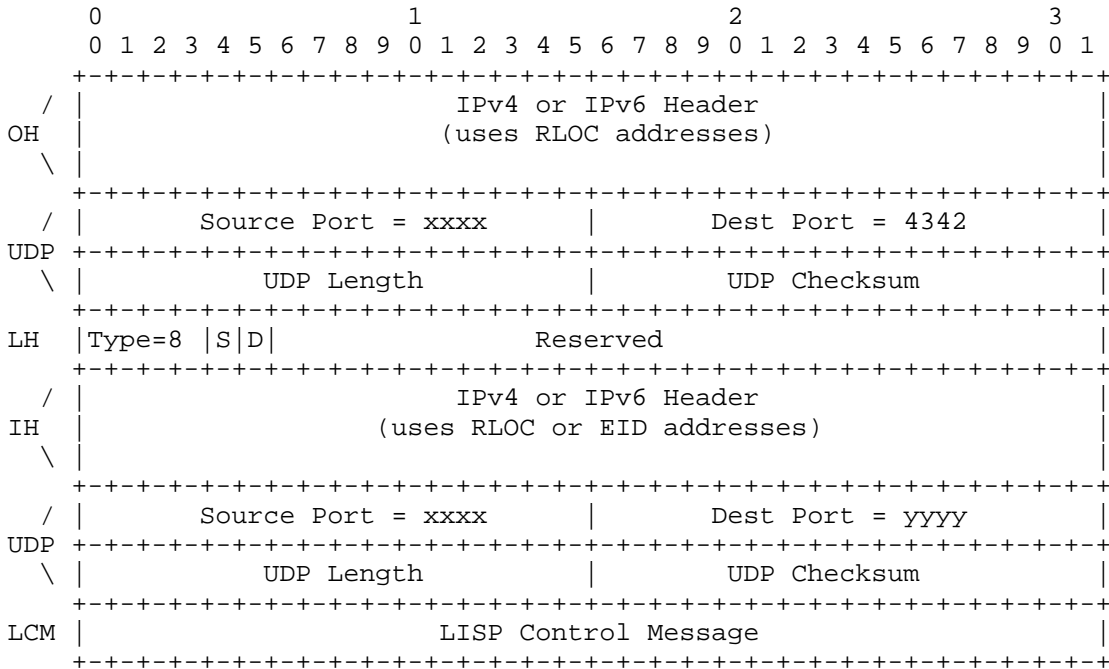 0                   1                   2                   3
        0 1 2 3 4 5 6 7 8 9 0 1 2 3 4 5 6 7 8 9 0 1 2 3 4 5 6 7 8 9 0 1
       +-+-+-+-+-+-+-+-+-+-+-+-+-+-+-+-+-+-+-+-+-+-+-+-+-+-+-+-+-+-+-+-+
     / |                       IPv4 or IPv6 Header                     |
   OH  |                      (uses RLOC addresses)                    |
     \ |                                                               |
       +-+-+-+-+-+-+-+-+-+-+-+-+-+-+-+-+-+-+-+-+-+-+-+-+-+-+-+-+-+-+-+-+
     / |       Source Port = xxxx      |       Dest Port = 4342        |
   UDP +-+-+-+-+-+-+-+-+-+-+-+-+-+-+-+-+-+-+-+-+-+-+-+-+-+-+-+-+-+-+-+-+
     \ |           UDP Length          |        UDP Checksum           |
       +-+-+-+-+-+-+-+-+-+-+-+-+-+-+-+-+-+-+-+-+-+-+-+-+-+-+-+-+-+-+-+-+
   LH  |Type=8 |S|D|                Reserved                           |
       +-+-+-+-+-+-+-+-+-+-+-+-+-+-+-+-+-+-+-+-+-+-+-+-+-+-+-+-+-+-+-+-+
     / |                       IPv4 or IPv6 Header                     |
   IH  |                  (uses RLOC or EID addresses)                 |
     \ |                                                               |
       +-+-+-+-+-+-+-+-+-+-+-+-+-+-+-+-+-+-+-+-+-+-+-+-+-+-+-+-+-+-+-+-+
     / |       Source Port = xxxx      |       Dest Port = yyyy        |
   UDP +-+-+-+-+-+-+-+-+-+-+-+-+-+-+-+-+-+-+-+-+-+-+-+-+-+-+-+-+-+-+-+-+
     \ |           UDP Length          |        UDP Checksum           |
       +-+-+-+-+-+-+-+-+-+-+-+-+-+-+-+-+-+-+-+-+-+-+-+-+-+-+-+-+-+-+-+-+
   LCM |                      LISP Control Message                     |
       +-+-+-+-+-+-+-+-+-+-+-+-+-+-+-+-+-+-+-+-+-+-+-+-+-+-+-+-+-+-+-+-+